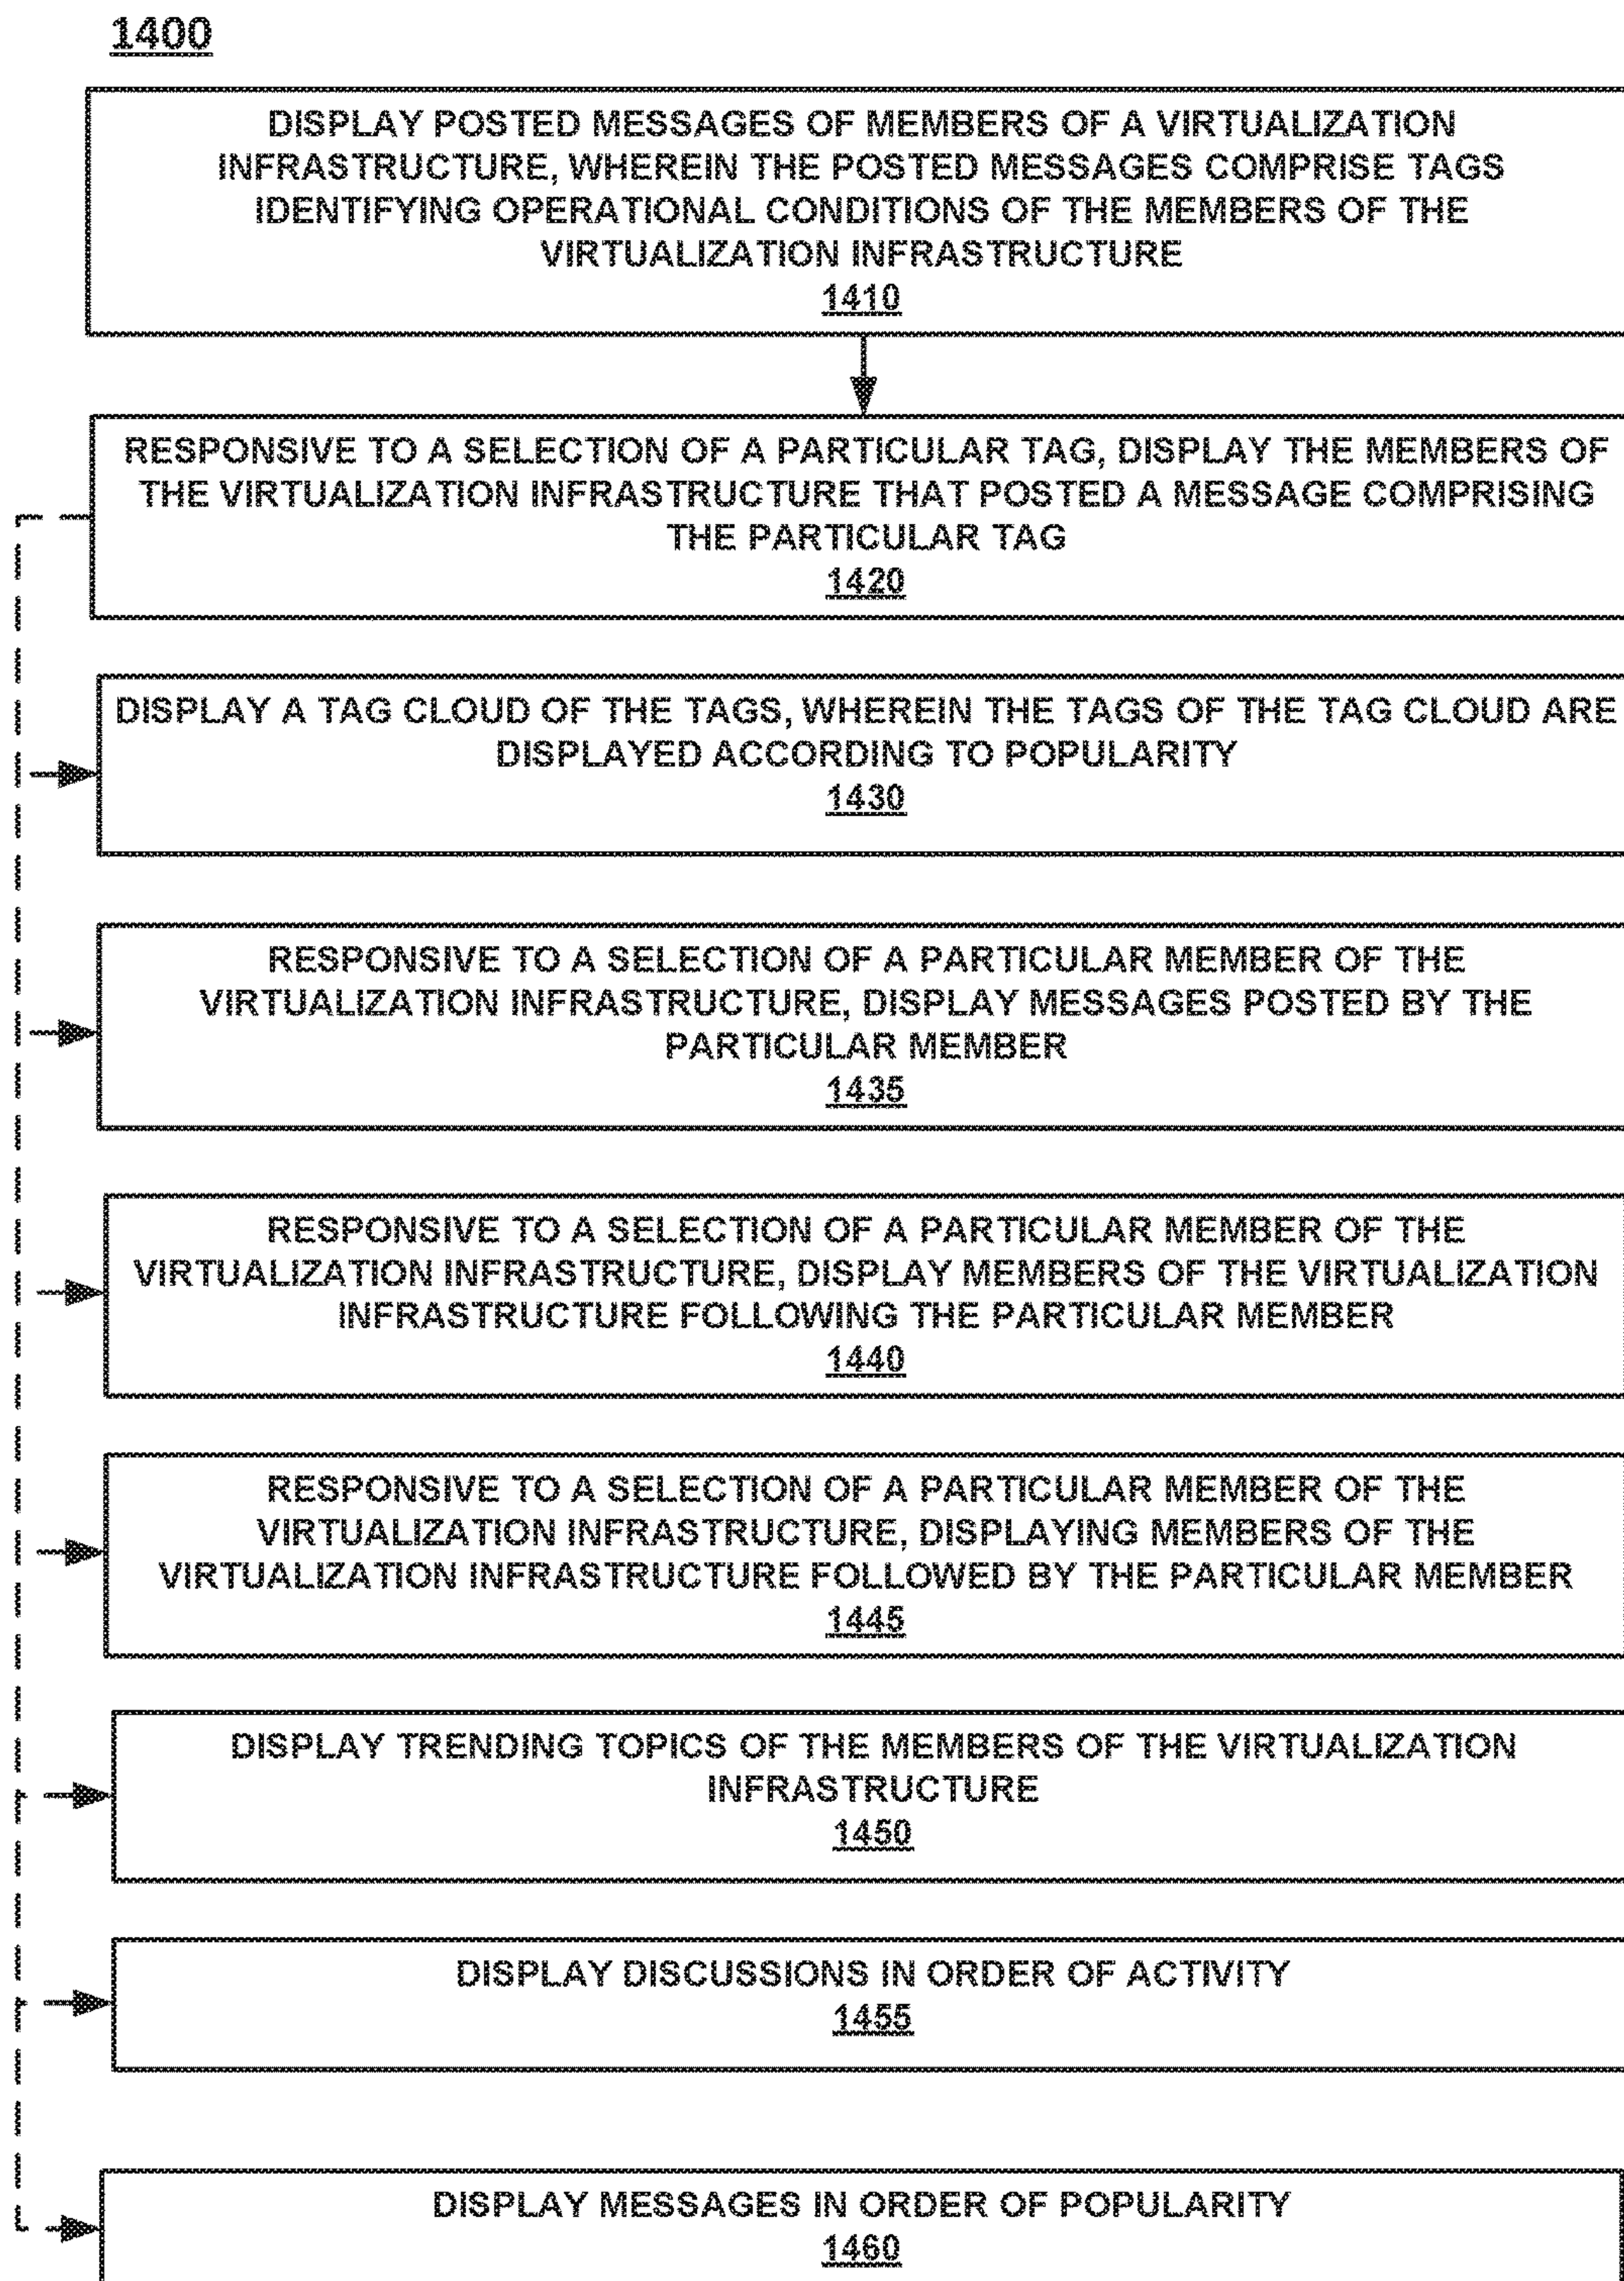 1400
DISPLAY POSTED MESSAGES OF MEMBERS OF A VIRTUALIZATION
INFRASTRUCTURE, WHEREIN THE POSTED MESSAGES COMPRISE TAGS
IDENTIFYING OPERATIONAL CONDITIONS OF THE MEMBERS OF THE
VIRTUALIZATION INFRASTRUCTURE
1410
RESPONSIVE TO A SELECTION OF A PARTICULAR TAG, DISPLAY THE MEMBERS OF
THE VIRTUALIZATION INFRASTRUCTURE THAT POSTED A MESSAGE COMPRISING
THE PARTICULAR TAG
1420
DISPLAY A TAG CLOUD OF THE TAGS, WHEREIN THE TAGS OF THE TAG CLOUD ARE
DISPLAYED ACCORDING TO POPULARITY
1430
RESPONSIVE TO A SELECTION OF A PARTICULAR MEMBER OF THE
VIRTUALIZATION INFRASTRUCTURE, DISPLAY MESSAGES POSTED BY THE
PARTICULAR MEMBER
1435
RESPONSIVE TO A SELECTION OF A PARTICULAR MEMBER OF THE
VIRTUALIZATION INFRASTRUCTURE, DISPLAY MEMBERS OF THE VIRTUALIZATION
INFRASTRUCTURE FOLLOWING THE PARTICULAR MEMBER
1440
RESPONSIVE TO A SELECTION OF A PARTICULAR MEMBER OF THE
VIRTUALIZATION INFRASTRUCTURE, DISPLAYING MEMBERS OF THE
VIRTUALIZATION INFRASTRUCTURE FOLLOWED BY THE PARTICULAR MEMBER
1445
DISPLAY TRENDING TOPICS OF THE MEMBERS OF THE VIRTUALIZATION
INFRASTRUCTURE
1450
DISPLAY DISCUSSIONS IN ORDER OF ACTIVITY
1455
DISPLAY MESSAGES IN ORDER OF POPULARITY
1460